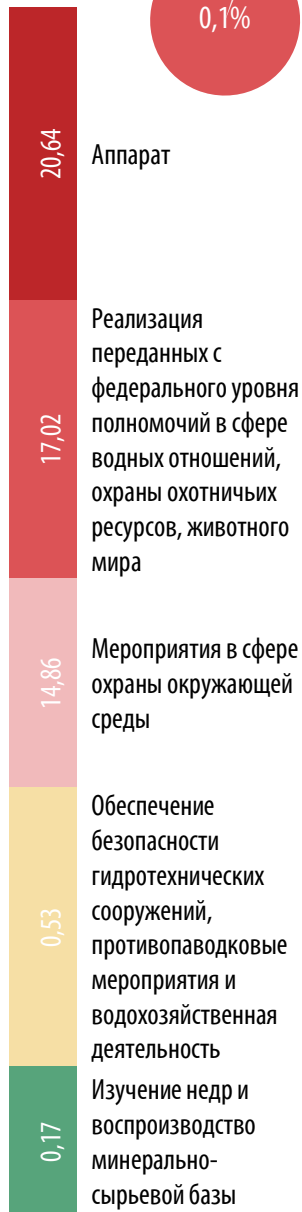 0,1%
20,64
Аппарат
17,02
Реализация
переданных с
федерального уровня
полномочий в сфере
водных отношений,
охраны охотничьих
ресурсов, животного
мира
14,86
Мероприятия в сфере
охраны окружающей
среды
0,53
Обеспечение
безопасности
гидротехнических
сооружений,
противопаводковые
мероприятия и
водохозяйственная
деятельность
0,17
Изучение недр и
воспроизводство
минерально-
сырьевой базы